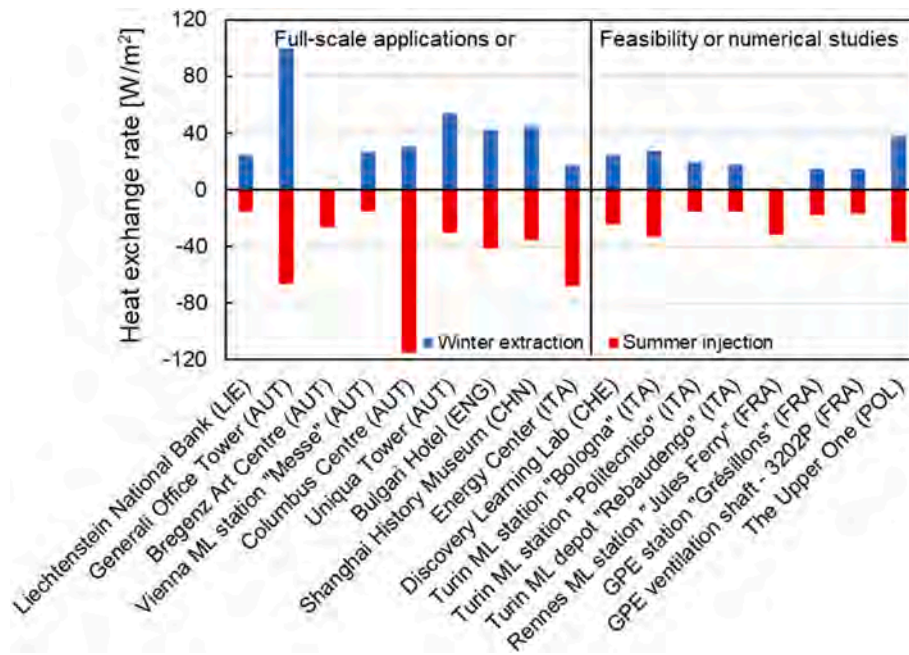 Heat exchange rate [W/m²]
120
80
40
0
-40
-80
-120
Full-scale applications or
Feasibility or numerical studies
Winter extraction
Summer injection
Liechtenstein National Bank (LIE)
Generali Office Tower (AUT)
Bregenz Art Centre (AUT)
Vienna ML station "Messe" (AUT)
Columbus Centre (AUT)
Uniqua Tower (AUT)
Bulgari Hotel (ENG)
Shanghai History Museum (CHN)
Energy Center (ITA)
Discovery Learning Lab (CHE)
Turin ML station "Bologna" (ITA)
Turin ML station "Politecnico" (ITA)
Turin ML depot "Rebaudengo" (ITA)
Rennes ML station " Jules Ferry" (FRA)
GPE station "Grésillons" (FRA)
GPE ventilation shaft - 3202P (FRA)
The Upper One (POL)